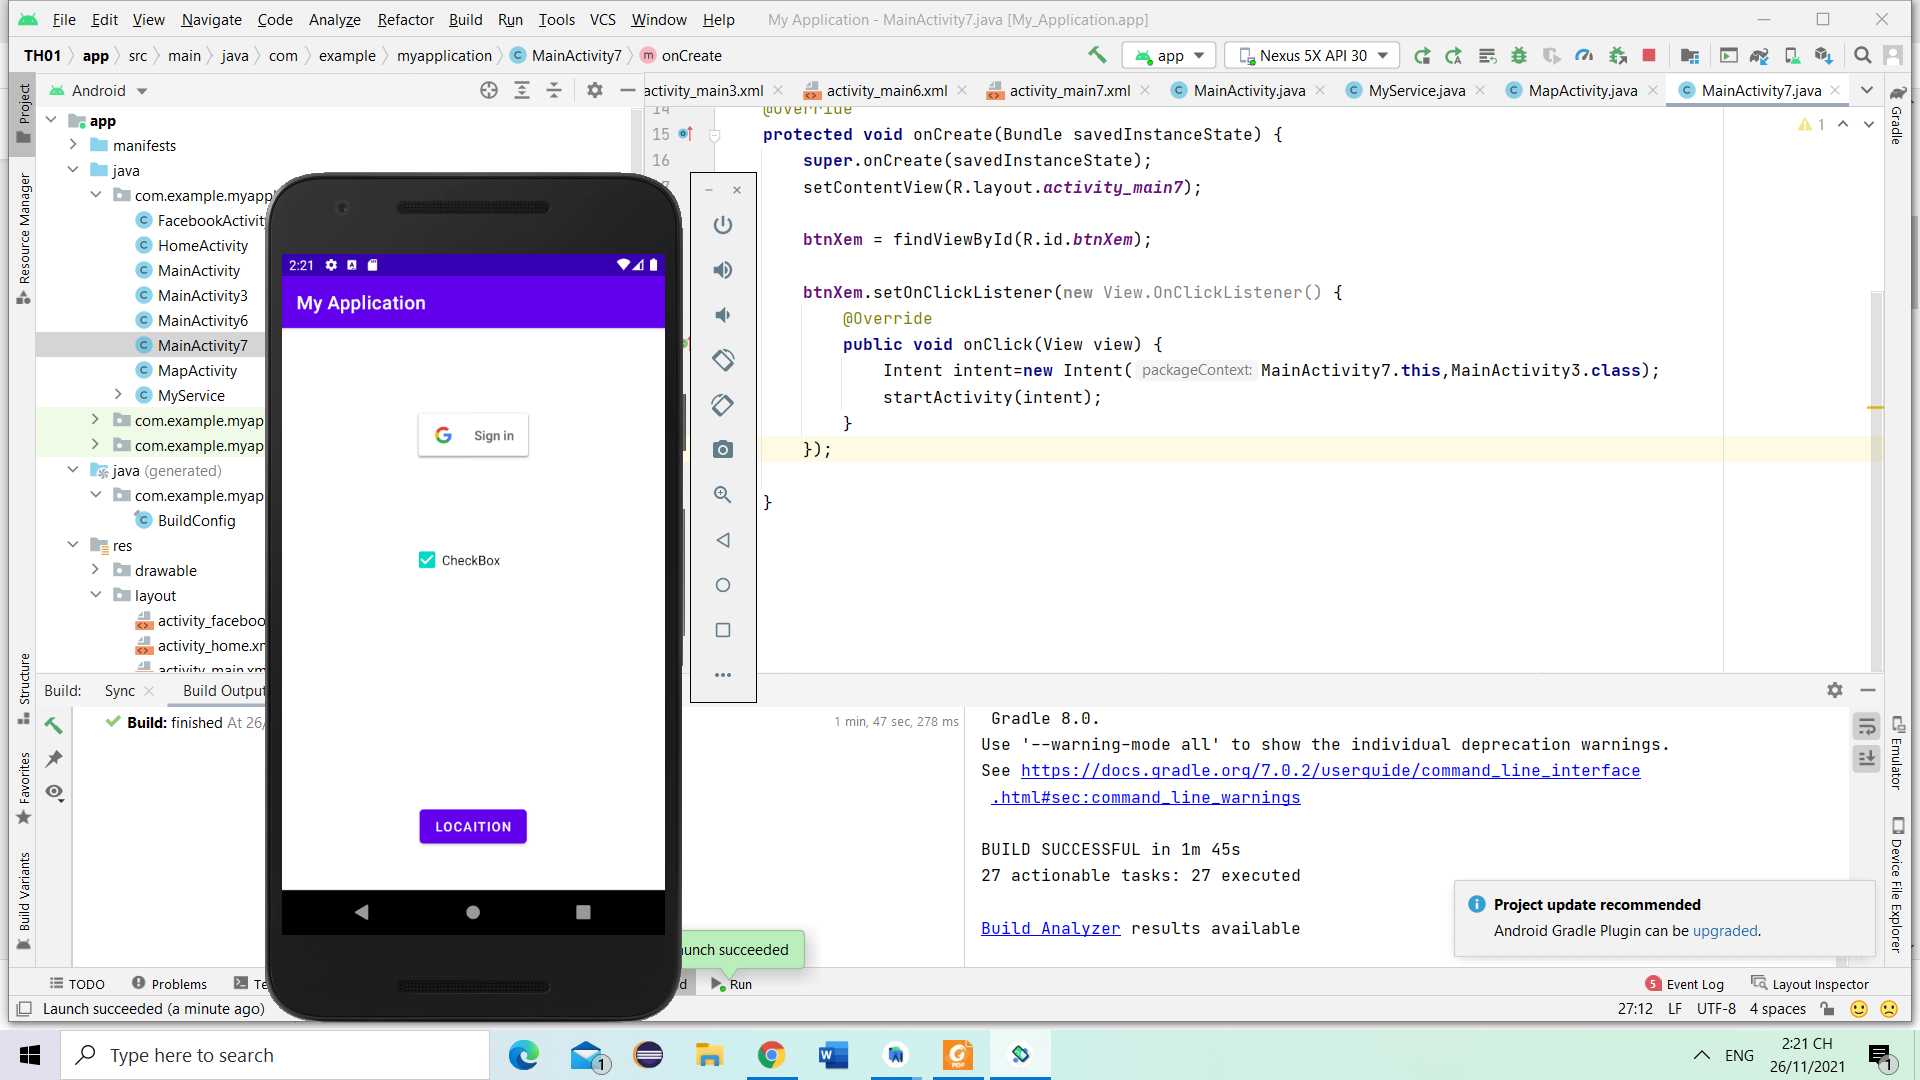 File Edit View Navigate Code Analyze Refactor Build Run Tools VCS Window Help My Application - MainActivity7.java [My_Application.app]
TH01 app src main java com example myapplication MainActivity7 onCreate
app Nexus 5X API 30
Project
Android
activity_main3.xml activity_main6.xml activity_main7.xml MainActivity.java MyService.java MapActivity.java MainActivity7.java
Gradle
Resource Manager
Structure
Favorites
Build Variants
app
manifests
java
com.example.myapp
FacebookActivit
HomeActivity
MainActivity
MainActivity3
MainActivity6
MainActivity7
MapActivity
MyService
com.example.myap
com.example.myap
java (generated)
com.example.myap
BuildConfig
res
drawable
layout
activity_faceboo
activity_home.xm
activity_main.xm
14 @Override
15 protected void onCreate(Bundle savedInstanceState) {
16 super.onCreate(savedInstanceState);
setContentView(R.layout.activity_main7);
btnXem = findViewById(R.id.btnXem);
btnXem.setOnClickListener(new View.OnClickListener() {
@Override
public void onClick(View view) {
Intent intent=new Intent( packageContext: MainActivity7.this,MainActivity3.class);
startActivity(intent);
}
});
}
1
2:21
My Application
Sign in
CheckBox
LOCAITION
Build: Sync Build Output
Build: finished At 26/
1 min, 47 sec, 278 ms
Gradle 8.0.
Use '--warning-mode all' to show the individual deprecation warnings.
See https://docs.gradle.org/7.0.2/userguide/command_line_interface
.html#sec:command_line_warnings
BUILD SUCCESSFUL in 1m 45s
27 actionable tasks: 27 executed
Build Analyzer results available
Emulator
Device File Explorer
Project update recommended
Android Gradle Plugin can be upgraded.
aunch succeeded
TODO Problems Te d Run 5 Event Log Layout Inspector
Launch succeeded (a minute ago) 27:12 LF UTF-8 4 spaces
Type here to search
1
ENG
2:21 CH
26/11/2021
1